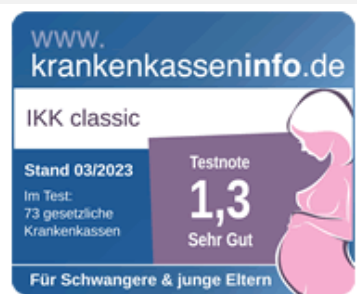 www.
krankenkasseninfo.de
IKK classic
Stand 03/2023
Im Test:
73 gesetzliche
Krankenkassen
Testnote
1,3
Sehr Gut
Für Schwangere & junge Eltern